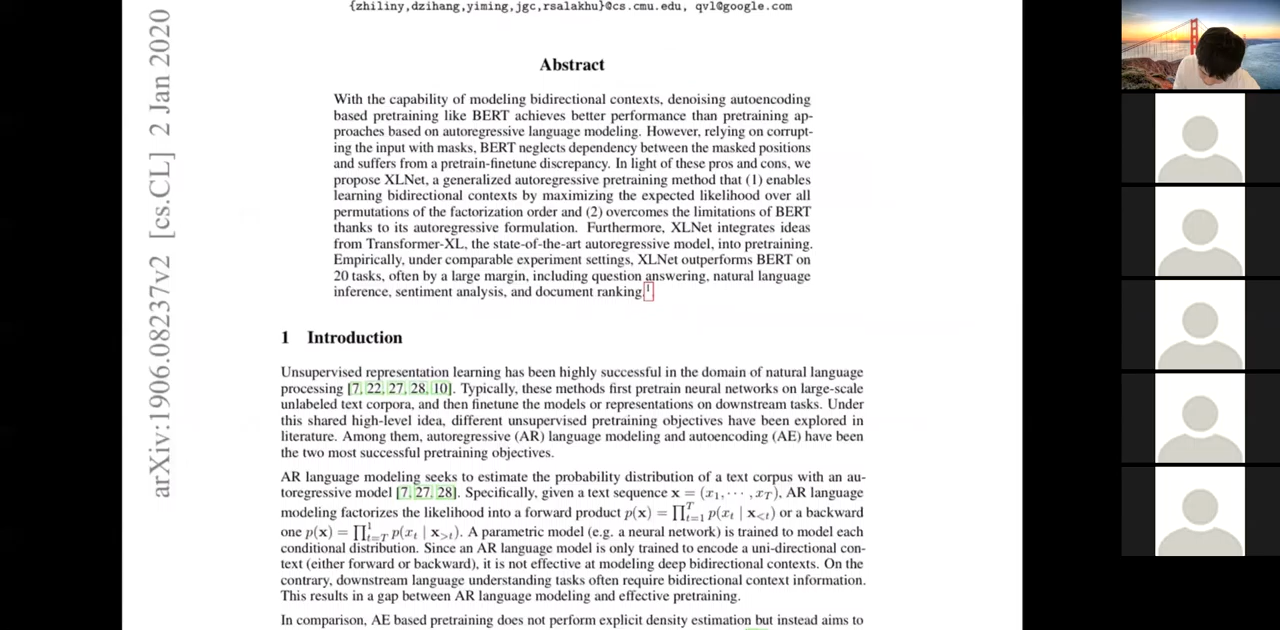 {zhiliny,dzihang,yiming,jgc,rsalakhu}@cs.cmu.edu, qvl@google.com
arXiv:1906.08237v2 [cs.CL] 2 Jan 2020
Abstract
With the capability of modeling bidirectional contexts, denoising autoencoding
based pretraining like BERT achieves better performance than pretraining ap-
proaches based on autoregressive language modeling. However, relying on corrupt-
ing the input with masks, BERT neglects dependency between the masked positions
and suffers from a pretrain-finetune discrepancy. In light of these pros and cons, we
propose XLNet, a generalized autoregressive pretraining method that (1) enables
learning bidirectional contexts by maximizing the expected likelihood over all
permutations of the factorization order and (2) overcomes the limitations of BERT
thanks to its autoregressive formulation. Furthermore, XLNet integrates ideas
from Transformer-XL, the state-of-the-art autoregressive model, into pretraining.
Empirically, under comparable experiment settings, XLNet outperforms BERT on
20 tasks, often by a large margin, including question answering, natural language
inference, sentiment analysis, and document ranking.¹
1 Introduction
Unsupervised representation learning has been highly successful in the domain of natural language
processing [7, 22, 27, 28, 10]. Typically, these methods first pretrain neural networks on large-scale
unlabeled text corpora, and then finetune the models or representations on downstream tasks. Under
this shared high-level idea, different unsupervised pretraining objectives have been explored in
literature. Among them, autoregressive (AR) language modeling and autoencoding (AE) have been
the two most successful pretraining objectives.
AR language modeling seeks to estimate the probability distribution of a text corpus with an au-
toregressive model [7, 27, 28]. Specifically, given a text sequence x = (x₁, ⋯ , x_T), AR language
modeling factorizes the likelihood into a forward product p(x) = ∏_{t=1}^{T} p(x_t | x_{<t}) or a backward
one p(x) = ∏_{t=T}^{1} p(x_t | x_{>t}). A parametric model (e.g. a neural network) is trained to model each
conditional distribution. Since an AR language model is only trained to encode a uni-directional con-
text (either forward or backward), it is not effective at modeling deep bidirectional contexts. On the
contrary, downstream language understanding tasks often require bidirectional context information.
This results in a gap between AR language modeling and effective pretraining.
In comparison, AE based pretraining does not perform explicit density estimation but instead aims to